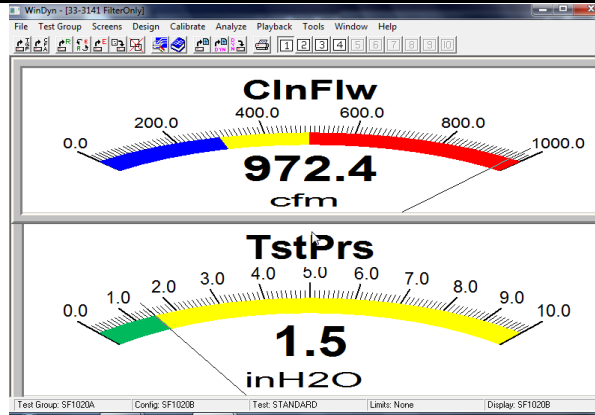 WinDyn - [33-3141 FilterOnly]
File Test Group Screens Design Calibrate Analyze Playback Tools Window Help
1 2 3 4 5 6 7 8 9 10
ClnFlw
0.0 200.0 400.0 600.0 800.0 1000.0
972.4
cfm
TstPrs
0.0 1.0 2.0 3.0 4.0 5.0 6.0 7.0 8.0 9.0 10.0
1.5
inH2O
Test Group: SF1020A Config: SF1020B Test: STANDARD Limits: None Display: SF1020B